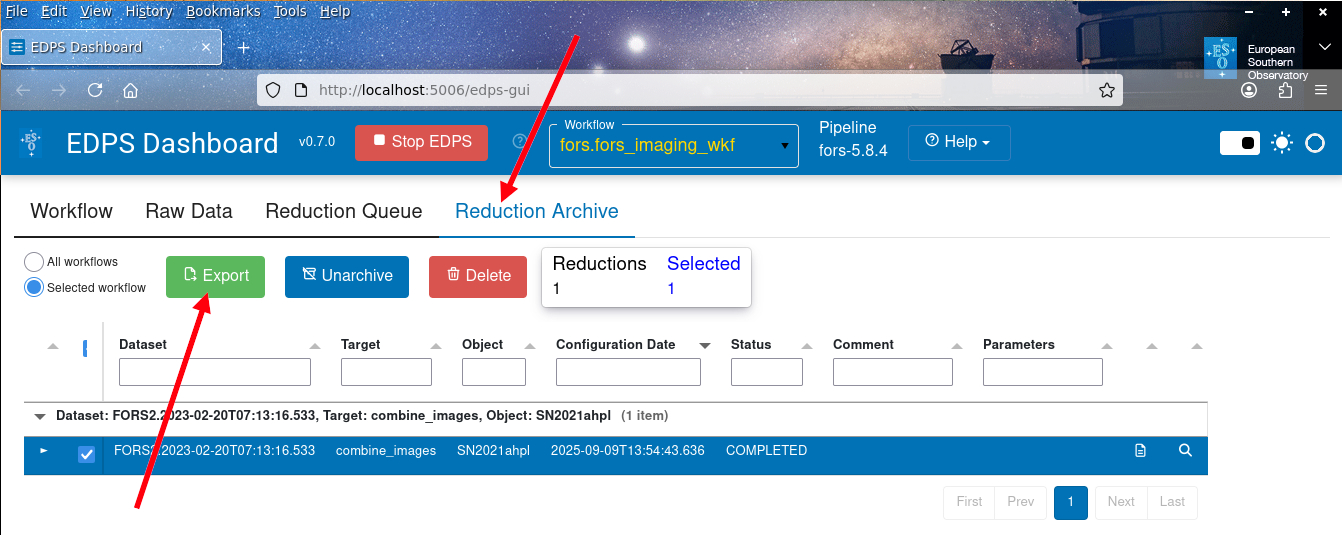 File Edit View History Bookmarks Tools Help
EDPS Dashboard
ESO
European
Southern
Observatory
http://localhost:5006/edps-gui
ESO
EDPS Dashboard v0.7.0 Stop EDPS
Workflow
fors.fors_imaging_wkf
Pipeline
fors-5.8.4
Help
Workflow Raw Data Reduction Queue Reduction Archive
All workflows
Selected workflow
Export Unarchive Delete
Reductions Selected
1 1
Dataset Target Object Configuration Date Status Comment Parameters
Dataset: FORS2.2023-02-20T07:13:16.533, Target: combine_images, Object: SN2021ahpl (1 item)
FORS2.2023-02-20T07:13:16.533 combine_images SN2021ahpl 2025-09-09T13:54:43.636 COMPLETED
First Prev 1 Next Last